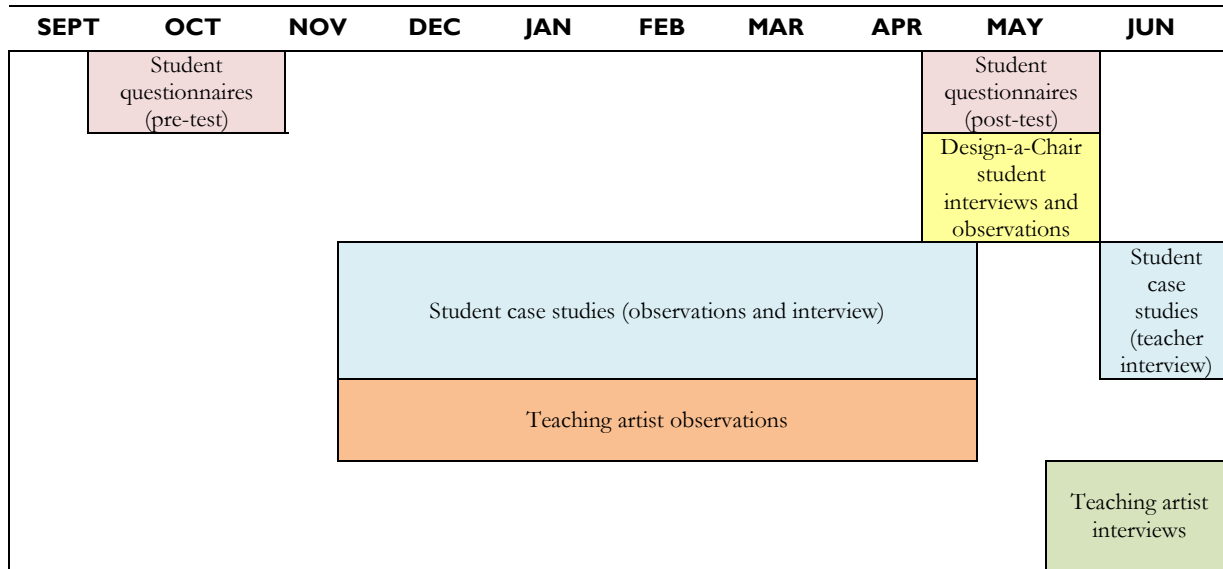 SEPT OCT NOV DEC JAN FEB MAR APR MAY JUN
Student
questionnaires
(pre-test)
Student
questionnaires
(post-test)
Design-a-Chair
student
interviews and
observations
Student case studies (observations and interview)
Student
case
studies
(teacher
interview)
Teaching artist observations
Teaching artist
interviews